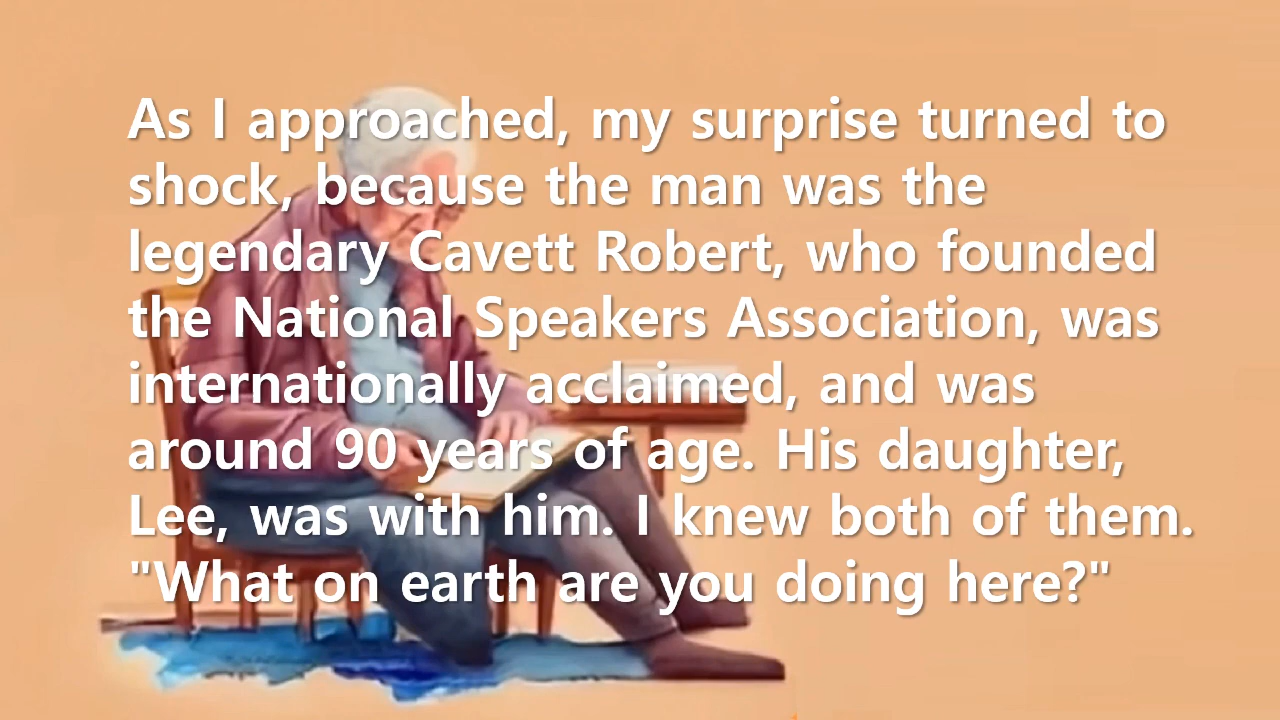 As I approached, my surprise turned to
shock, because the man was the
legendary Cavett Robert, who founded
the National Speakers Association, was
internationally acclaimed, and was
around 90 years of age. His daughter,
Lee, was with him. I knew both of them.
"What on earth are you doing here?"